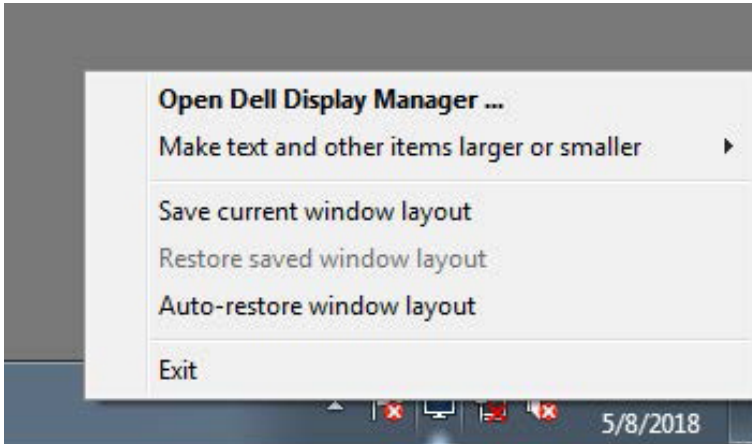 Open Dell Display Manager ...
Make text and other items larger or smaller
Save current window layout
Restore saved window layout
Auto-restore window layout
Exit
5/8/2018